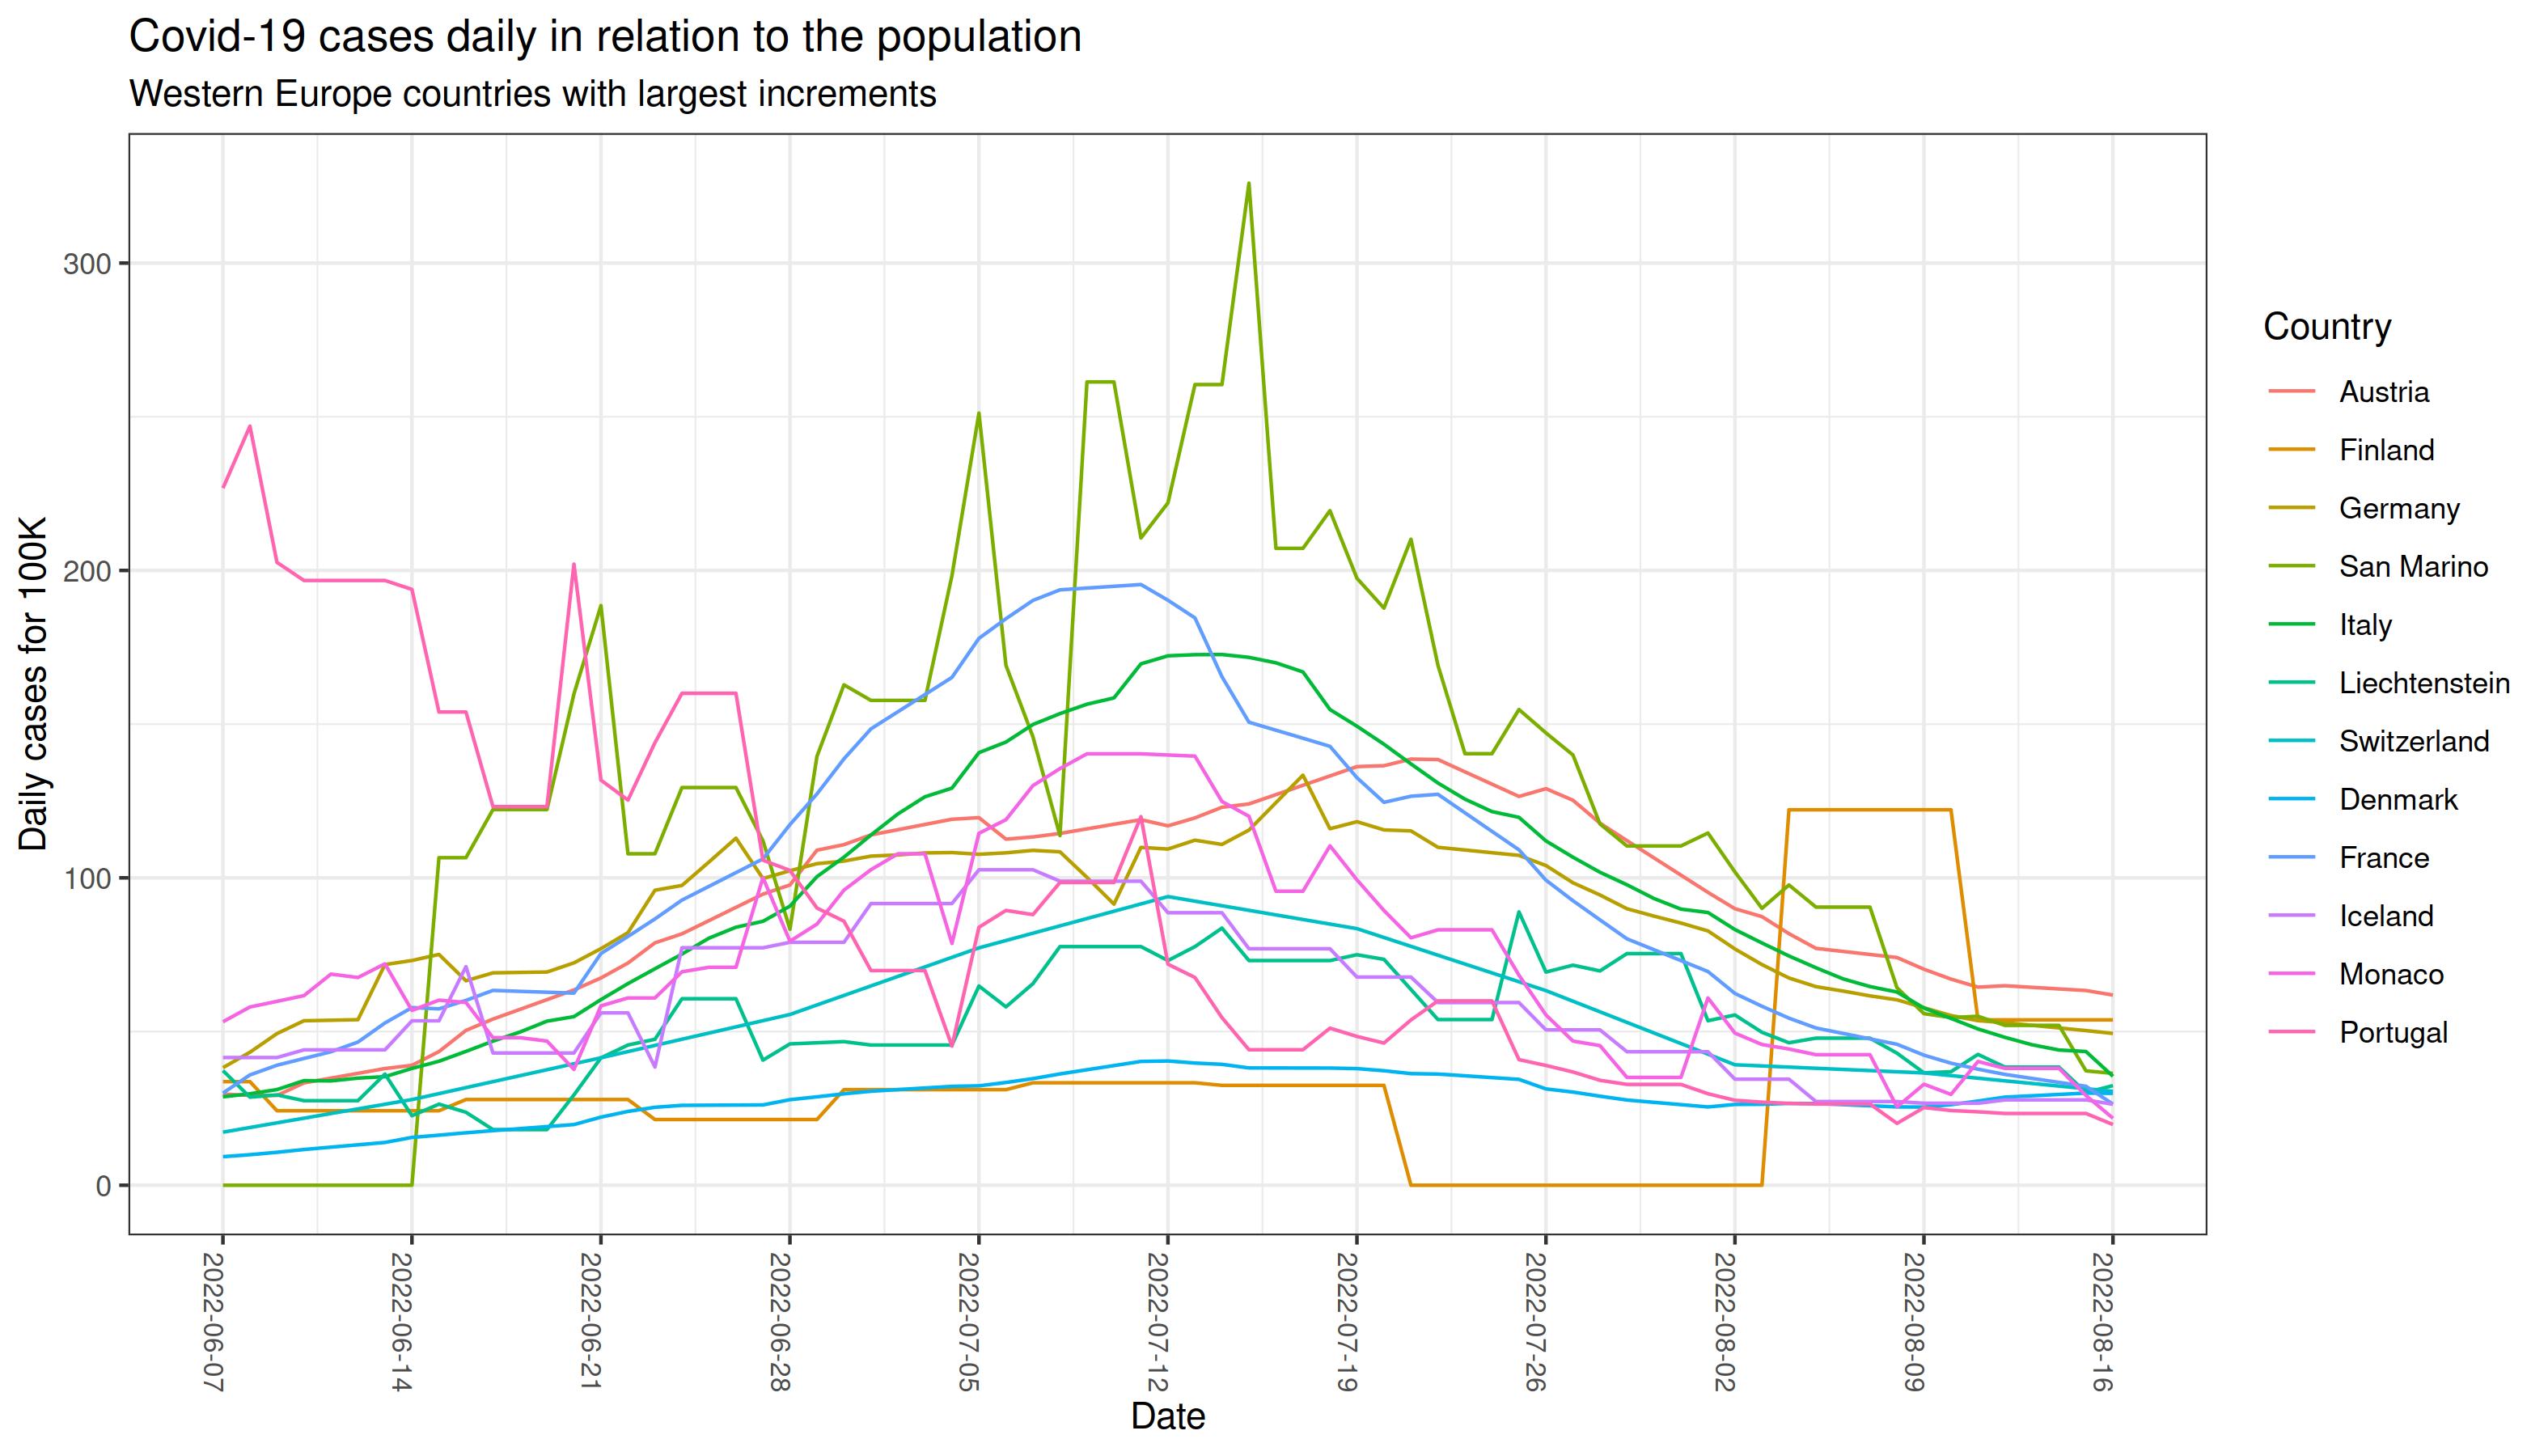 Covid-19 cases daily in relation to the population
Western Europe countries with largest increments
Daily cases for 100K
300
200
100
0
2022-06-07
2022-06-14
2022-06-21
2022-06-28
2022-07-05
2022-07-12
2022-07-19
2022-07-26
2022-08-02
2022-08-09
2022-08-16
Date
Country
Austria
Finland
Germany
San Marino
Italy
Liechtenstein
Switzerland
Denmark
France
Iceland
Monaco
Portugal